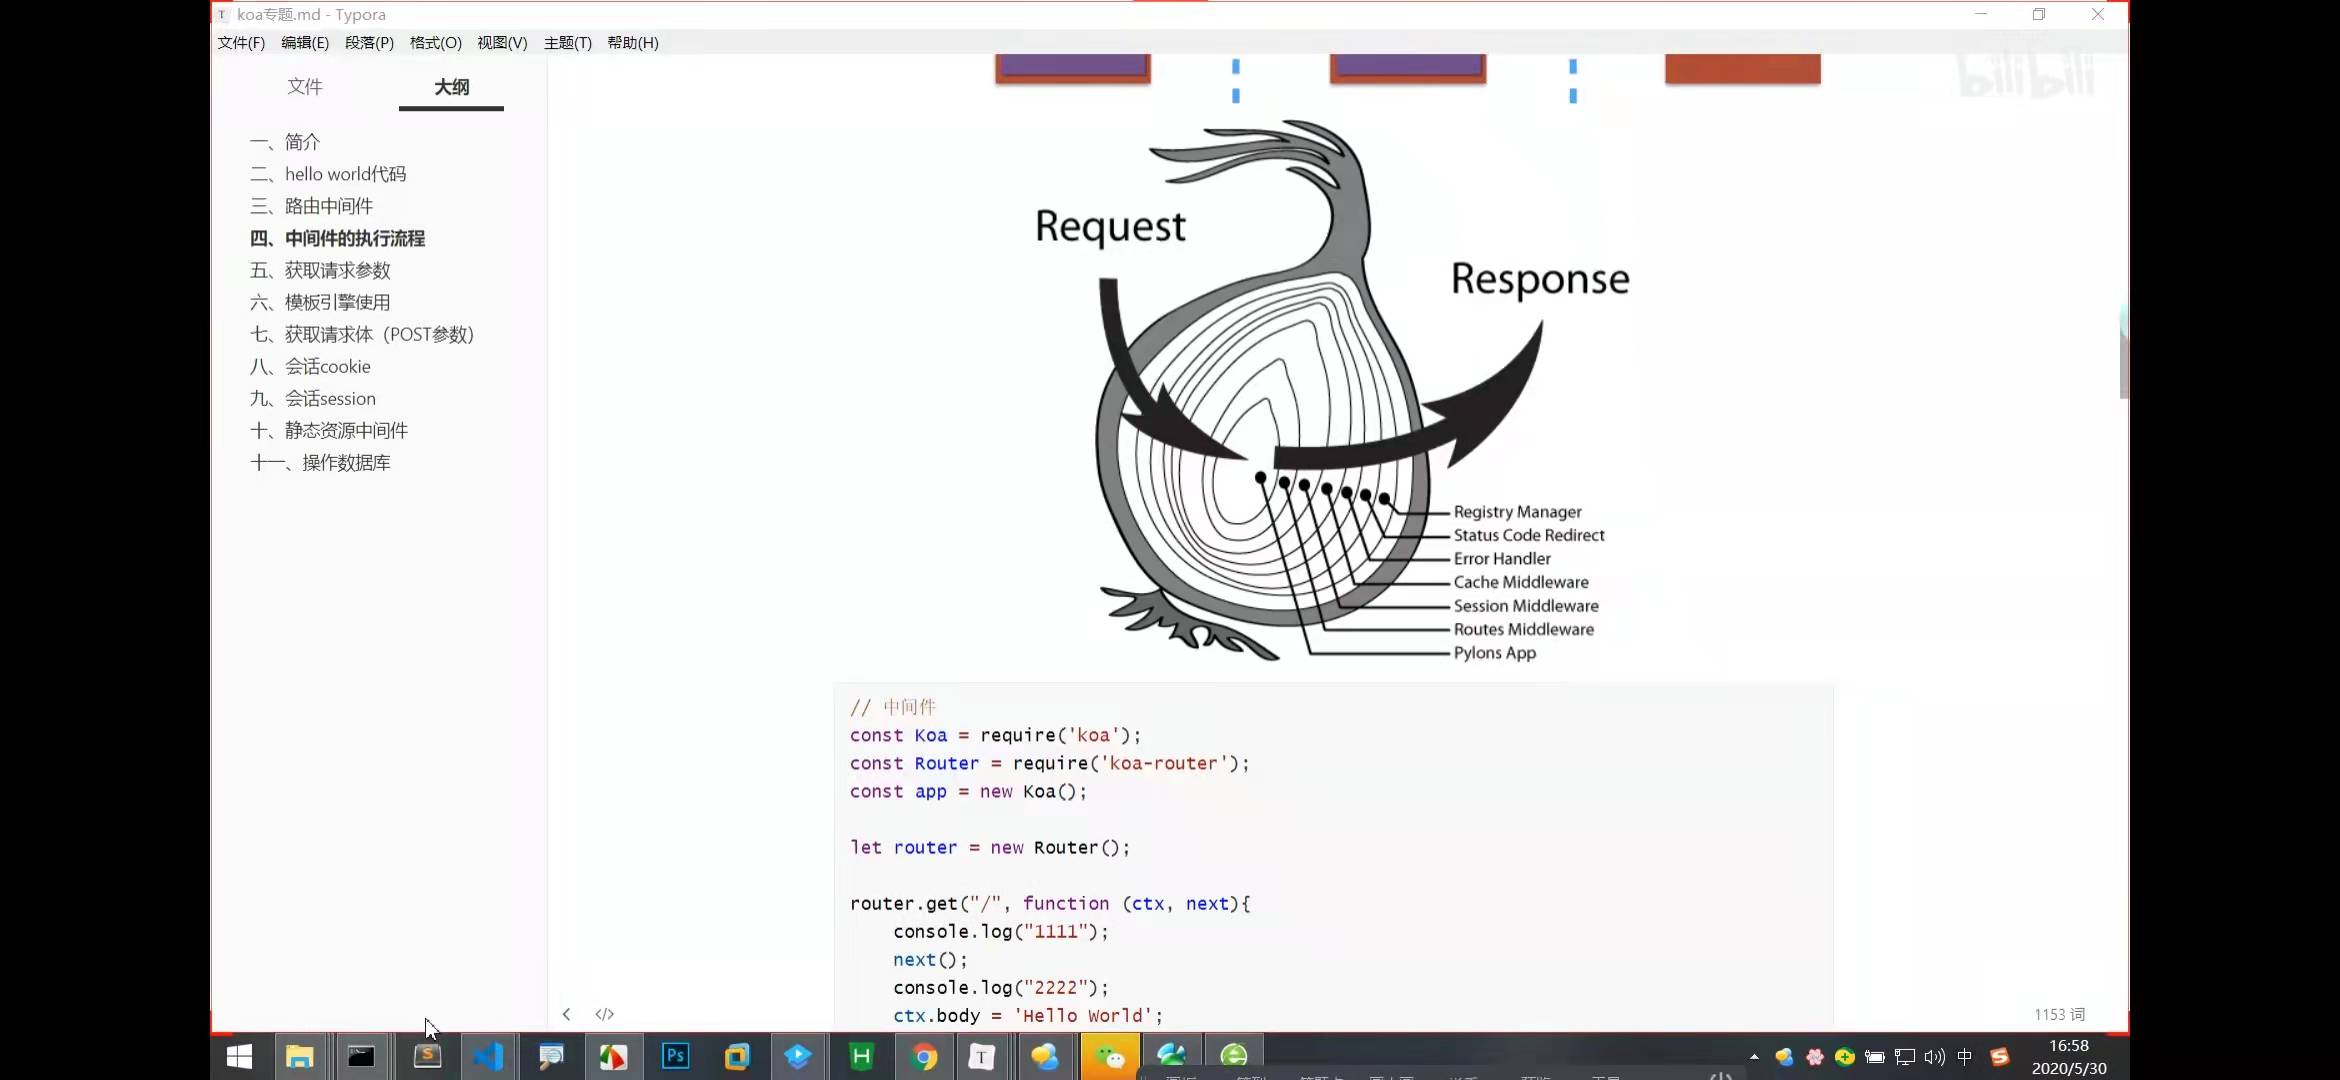 koa专题.md - Typora
文件(F) 编辑(E) 段落(P) 格式(O) 视图(V) 主题(T) 帮助(H)
文件 大纲
一、简介
二、hello world代码
三、路由中间件
四、中间件的执行流程
五、获取请求参数
六、模板引擎使用
七、获取请求体（POST参数）
八、会话cookie
九、会话session
十、静态资源中间件
十一、操作数据库
bilibili
Request
Response
Registry Manager
Status Code Redirect
Error Handler
Cache Middleware
Session Middleware
Routes Middleware
Pylons App
// 中间件
const Koa = require('koa');
const Router = require('koa-router');
const app = new Koa();
let router = new Router();
router.get("/", function (ctx, next){
console.log("1111");
next();
console.log("2222");
ctx.body = 'Hello World';
1153 词
Ps
H
T
中
16:58
2020/5/30